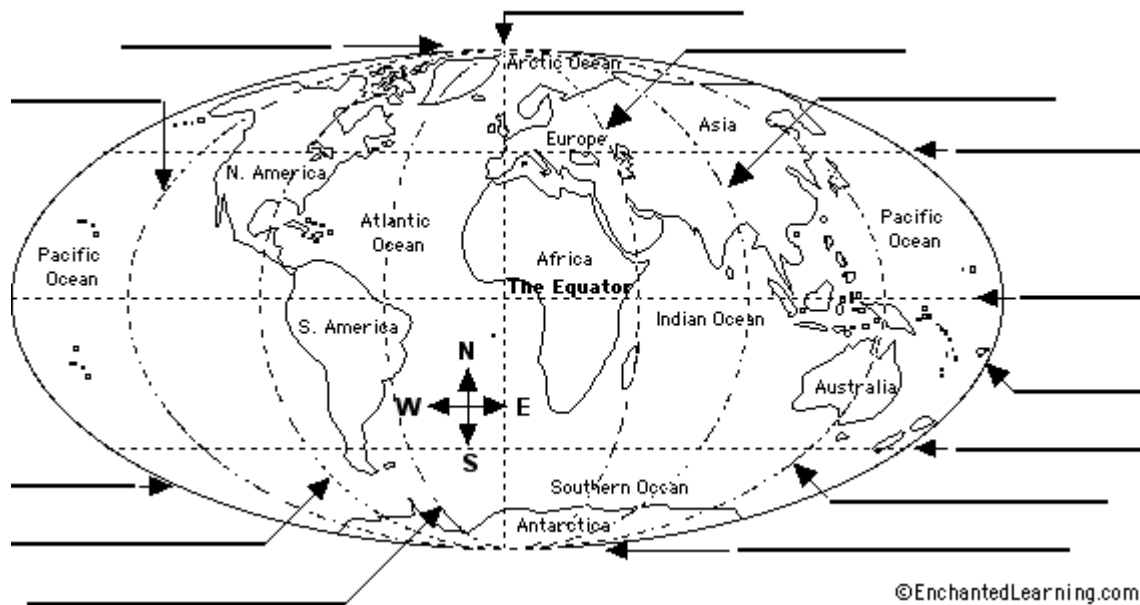 Arctic Ocean
Asia
Europe
N. America
Atlantic
Ocean
Pacific
Ocean
Pacific
Ocean
Africa
The Equator
S. America
Indian Ocean
N
W
E
S
Australia
Southern Ocean
Antarctica
©EnchantedLearning.com